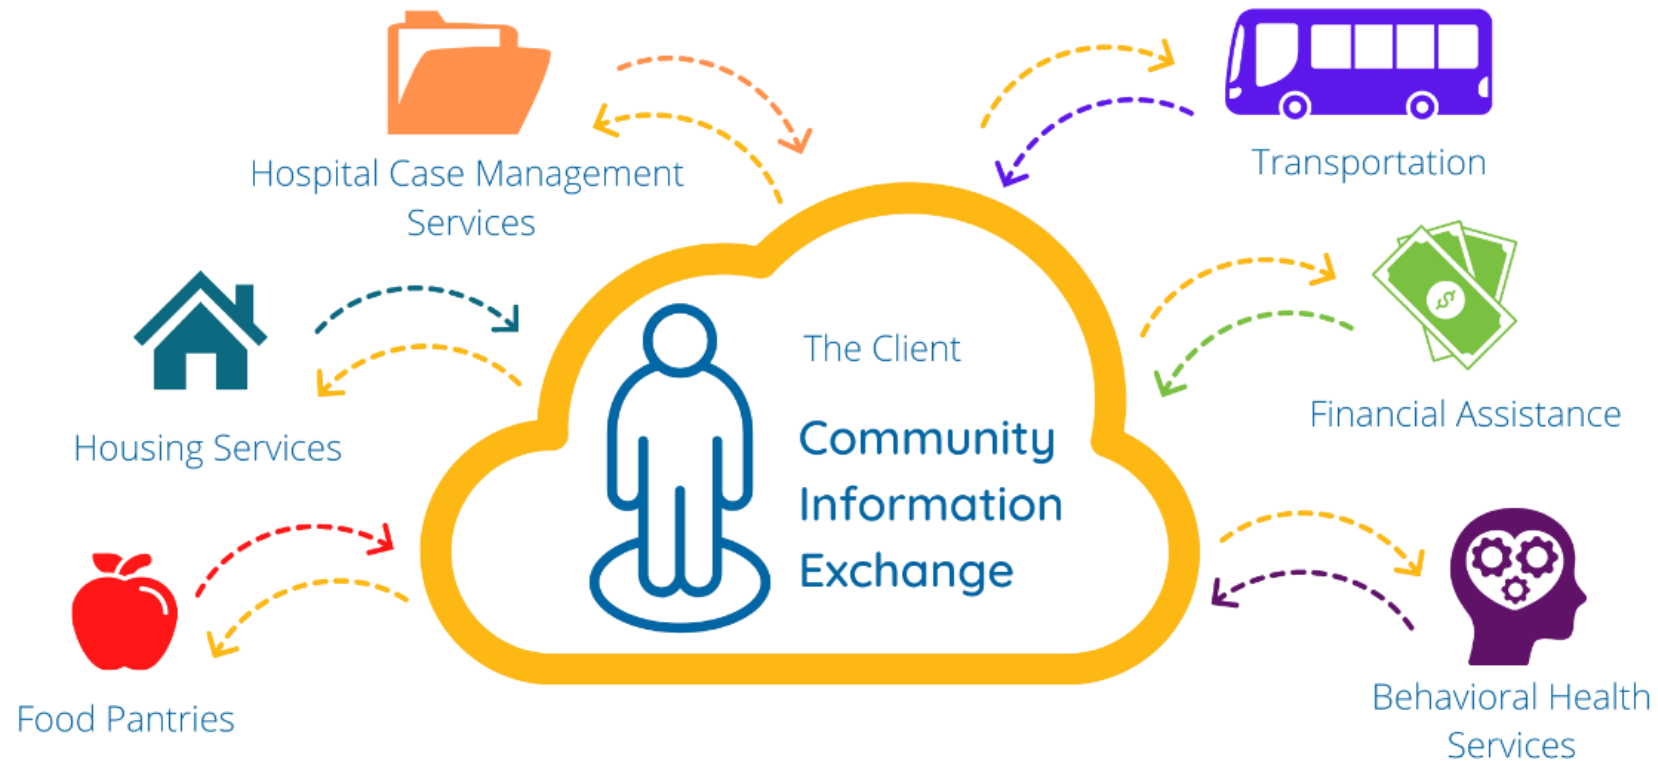 Hospital Case Management
Services
Transportation
Housing Services
The Client
Community
Information
Exchange
Financial Assistance
Food Pantries
Behavioral Health
Services